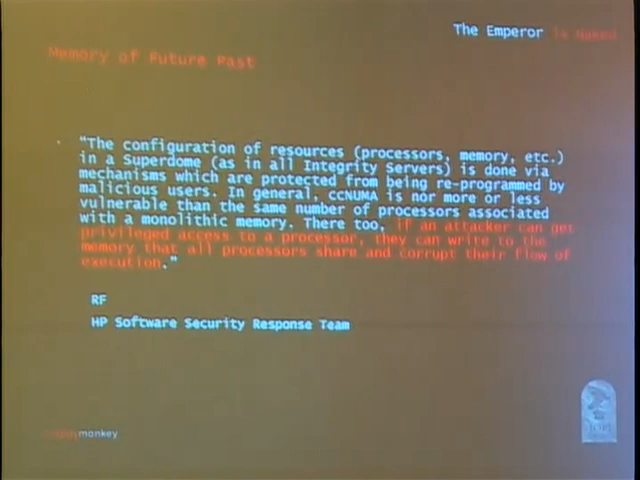 The Emperor is Naked
Memory of Future Past
"The configuration of resources (processors, memory, etc.)
in a Superdome (as in all Integrity Servers) is done via
mechanisms which are protected from being re-programmed by
malicious users. In general, ccNUMA is nor more or less
vulnerable than the same number of processors associated
with a monolithic memory. There too, if an attacker can get
privileged access to a processor, they can write to the
memory that all processors share and corrupt their flow of
execution."
RF
HP Software Security Response Team
monkey